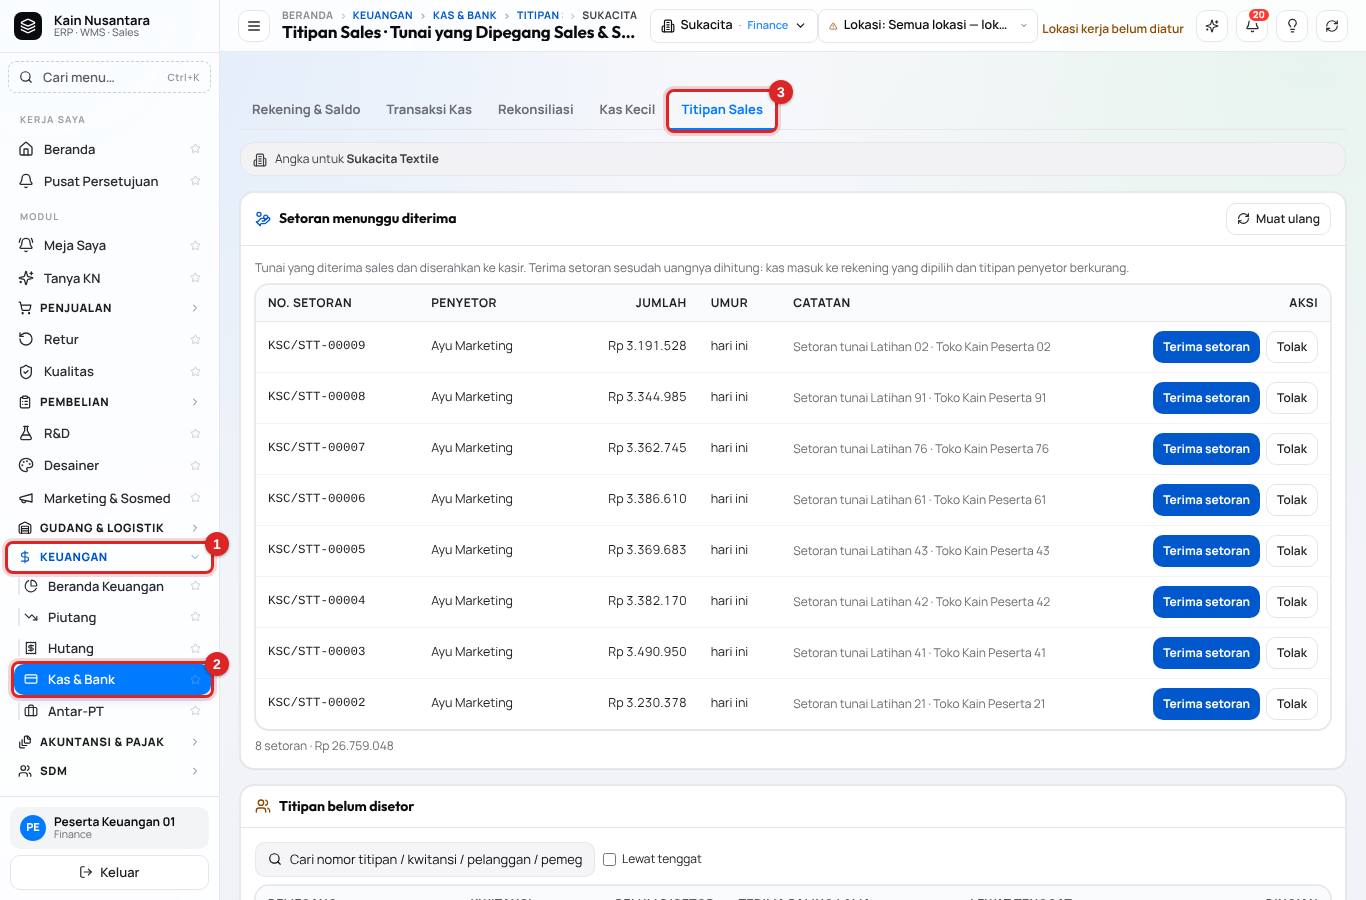 Kain Nusantara
ERP · WMS · Sales
Cari menu... Ctrl+K
KERJA SAYA
Beranda
Pusat Persetujuan
MODUL
Meja Saya
Tanya KN
PENJUALAN
Retur
Kualitas
PEMBELIAN
R&D
Desainer
Marketing & Sosmed
GUDANG & LOGISTIK
KEUANGAN
1
Beranda Keuangan
Piutang
Hutang
Kas & Bank
2
Antar-PT
AKUNTANSI & PAJAK
SDM
PE
Peserta Keuangan 01
Finance
Keluar
BERANDA > KEUANGAN > KAS & BANK > TITIPAN > SUKACITA
Titipan Sales · Tunai yang Dipegang Sales & S...
Sukacita · Finance
Lokasi: Semua lokasi — lok...
Lokasi kerja belum diatur
20
Rekening & Saldo Transaksi Kas Rekonsiliasi Kas Kecil Titipan Sales
3
Angka untuk Sukacita Textile
Setoran menunggu diterima
Muat ulang
Tunai yang diterima sales dan diserahkan ke kasir. Terima setoran sesudah uangnya dihitung: kas masuk ke rekening yang dipilih dan titipan penyetor berkurang.
NO. SETORAN PENYETOR JUMLAH UMUR CATATAN AKSI
KSC/STT-00009 Ayu Marketing Rp 3.191.528 hari ini Setoran tunai Latihan 02 · Toko Kain Peserta 02 Terima setoran Tolak
KSC/STT-00008 Ayu Marketing Rp 3.344.985 hari ini Setoran tunai Latihan 91 · Toko Kain Peserta 91 Terima setoran Tolak
KSC/STT-00007 Ayu Marketing Rp 3.362.745 hari ini Setoran tunai Latihan 76 · Toko Kain Peserta 76 Terima setoran Tolak
KSC/STT-00006 Ayu Marketing Rp 3.386.610 hari ini Setoran tunai Latihan 61 · Toko Kain Peserta 61 Terima setoran Tolak
KSC/STT-00005 Ayu Marketing Rp 3.369.683 hari ini Setoran tunai Latihan 43 · Toko Kain Peserta 43 Terima setoran Tolak
KSC/STT-00004 Ayu Marketing Rp 3.382.170 hari ini Setoran tunai Latihan 42 · Toko Kain Peserta 42 Terima setoran Tolak
KSC/STT-00003 Ayu Marketing Rp 3.490.950 hari ini Setoran tunai Latihan 41 · Toko Kain Peserta 41 Terima setoran Tolak
KSC/STT-00002 Ayu Marketing Rp 3.230.378 hari ini Setoran tunai Latihan 21 · Toko Kain Peserta 21 Terima setoran Tolak
8 setoran · Rp 26.759.048
Titipan belum disetor
Cari nomor titipan / kwitansi / pelanggan / pemeg
Lewat tenggat